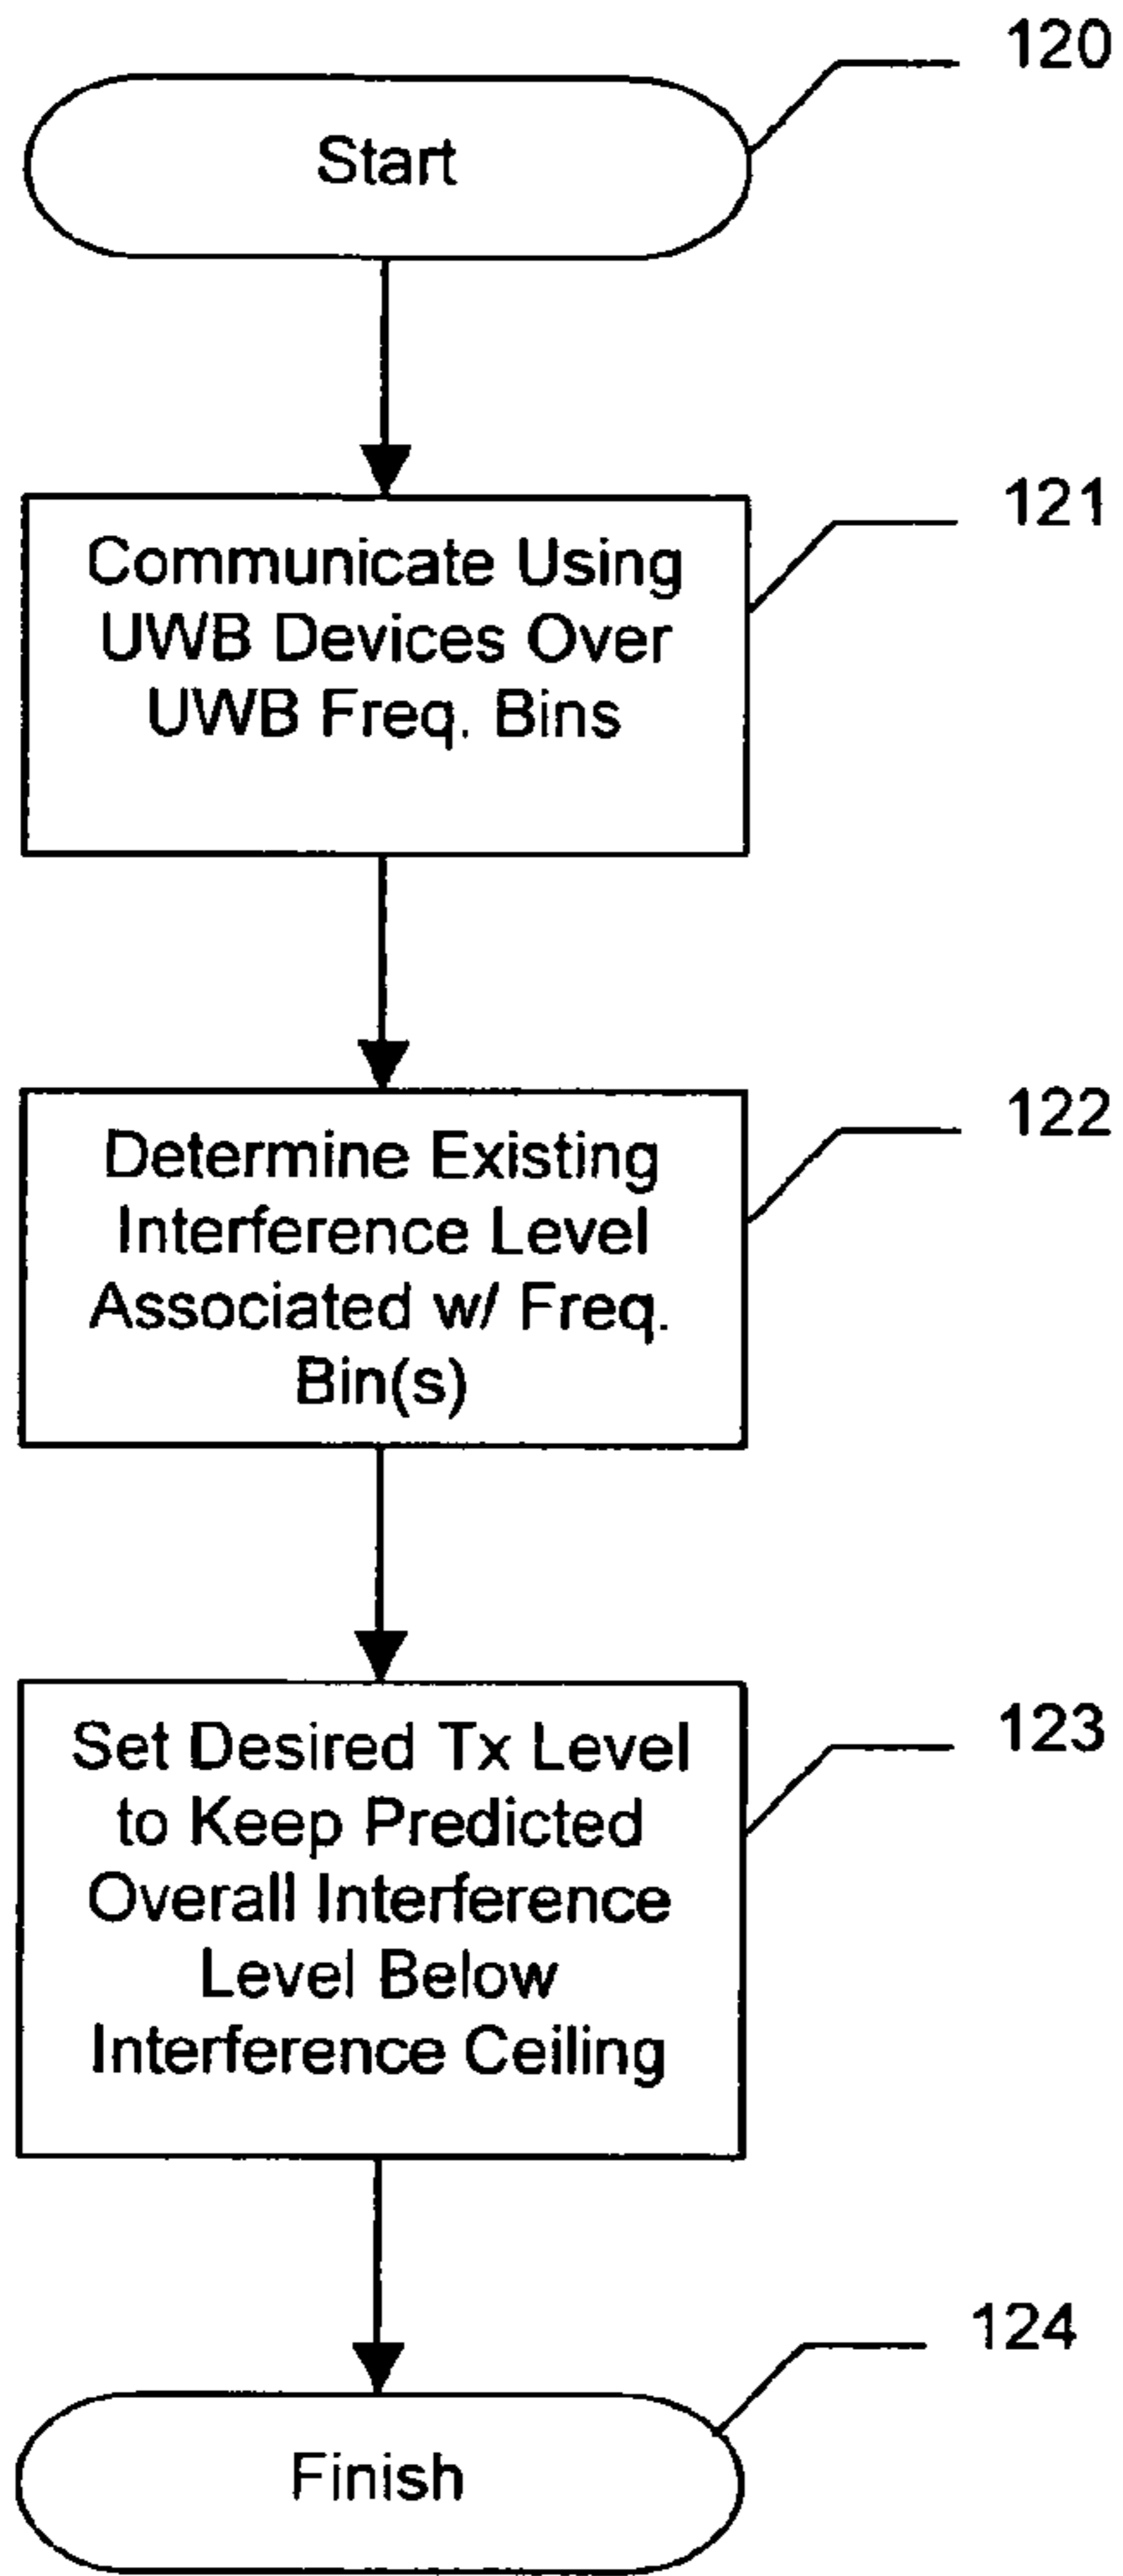 120
Start
121
Communicate Using
UWB Devices Over
UWB Freq. Bins
122
Determine Existing
Interference Level
Associated w/ Freq.
Bin(s)
123
Set Desired Tx Level
to Keep Predicted
Overall Interference
Level Below
Interference Ceiling
124
Finish